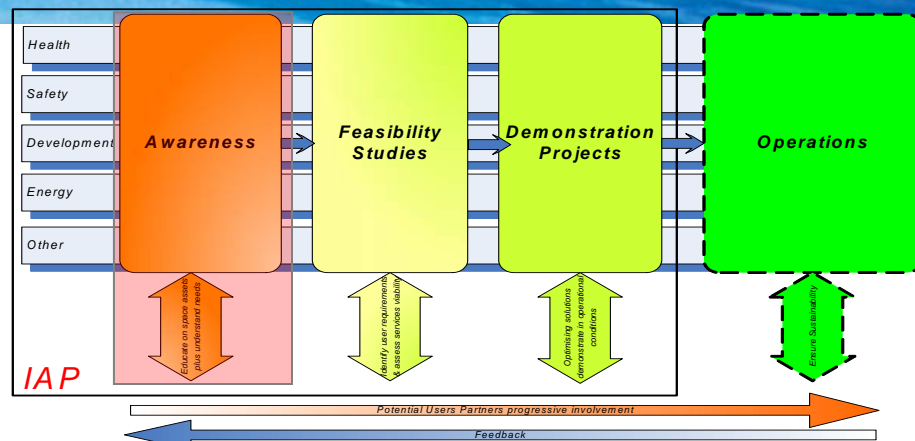 Health
Safety
Development
Energy
Other
Awareness
Feasibility
Studies
Demonstration
Projects
Operations
Educate on space assets
plus understand needs
Identify user requirements
& assess services viability
Optimising solutions
demonstrate in operational
conditions
Ensure Sustainability
IAP
Potential Users Partners progressive involvement
Feedback